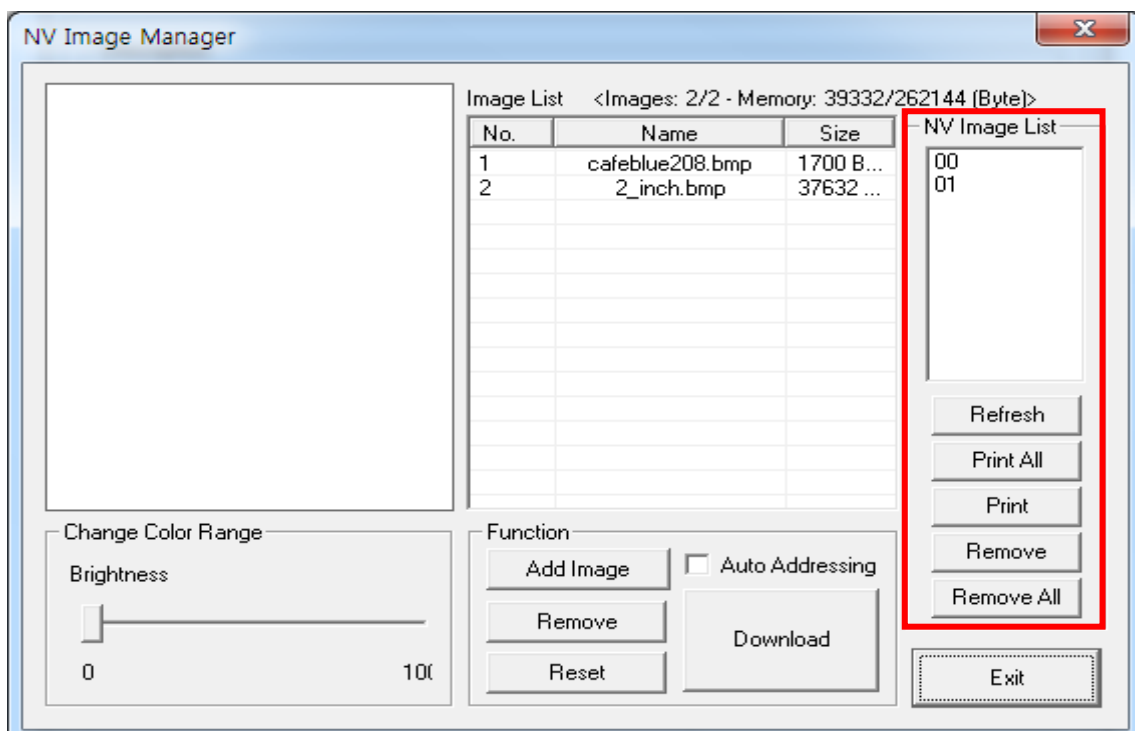 NV Image Manager
Image List <Images: 2/2 - Memory: 39332/262144 (Byte)>
No. Name Size
1 cafeblue208.bmp 1700 B...
2 2_inch.bmp 37632 ...
NV Image List
00
01
Refresh
Print All
Print
Remove
Remove All
Change Color Range
Brightness
0 10(
Function
Add Image
Auto Addressing
Remove
Download
Reset
Exit